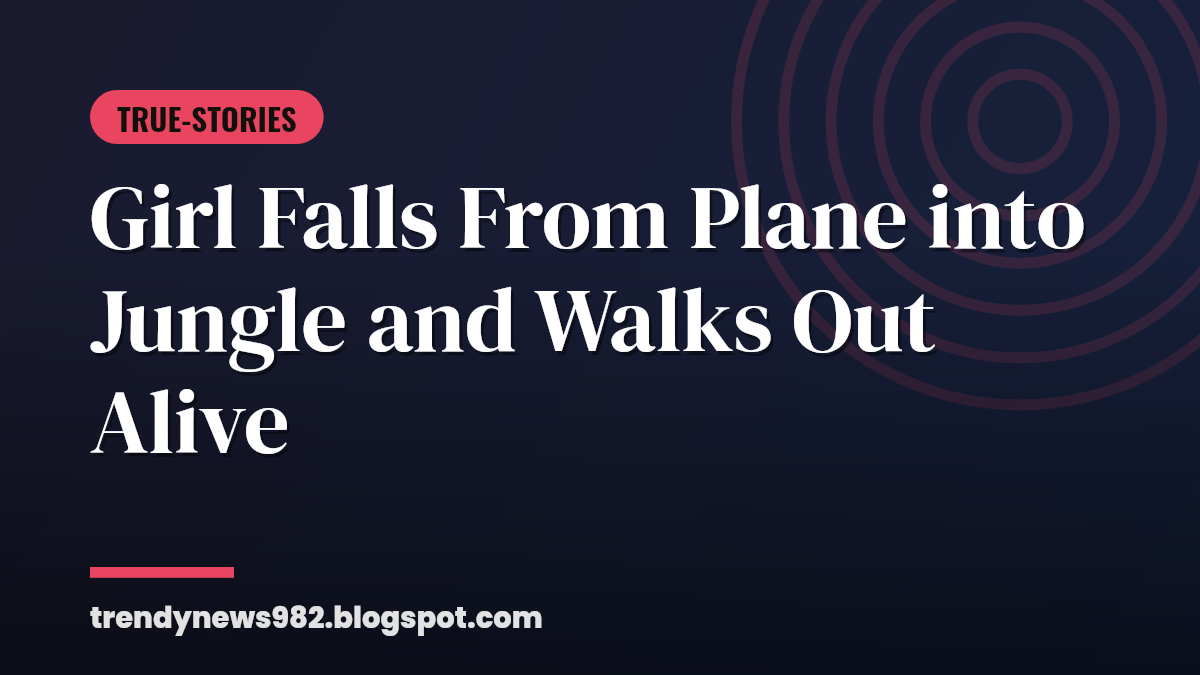 TRUE-STORIES
Girl Falls From Plane into
Jungle and Walks Out
Alive
trendynews982.blogspot.com